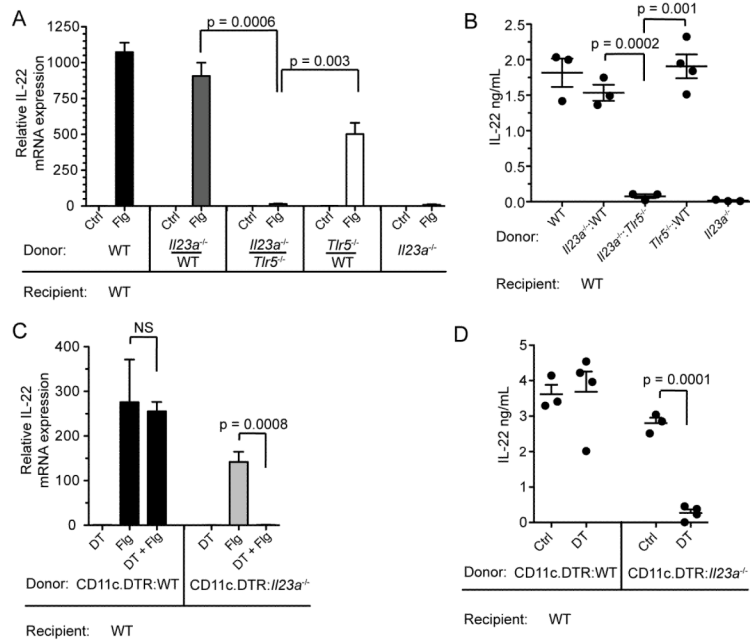 A
p = 0.0006
p = 0.003
Relative IL-22
mRNA expression
1250
1000
750
500
250
0
Ctrl Flg Ctrl Flg Ctrl Flg Ctrl Flg Ctrl Flg
Donor: WT Il23a-/- WT Il23a-/- Tlr5-/- Tlr5-/- WT Il23a-/-
Recipient: WT
B
p = 0.001
p = 0.0002
IL-22 ng/mL
2.5
2.0
1.5
1.0
0.5
0.0
WT Il23a-/-:WT Il23a-/-:Tlr5-/- Tlr5-/-:WT Il23a-/-
Donor:
Recipient: WT
C
NS
p = 0.0008
Relative IL-22
mRNA expression
400
300
200
100
0
DT Flg DT + Flg DT Flg DT + Flg
Donor: CD11c.DTR:WT CD11c.DTR:Il23a-/-
Recipient: WT
D
p = 0.0001
IL-22 ng/mL
5
4
3
2
1
0
Ctrl DT Ctrl DT
Donor: CD11c.DTR:WT CD11c.DTR:Il23a-/-
Recipient: WT